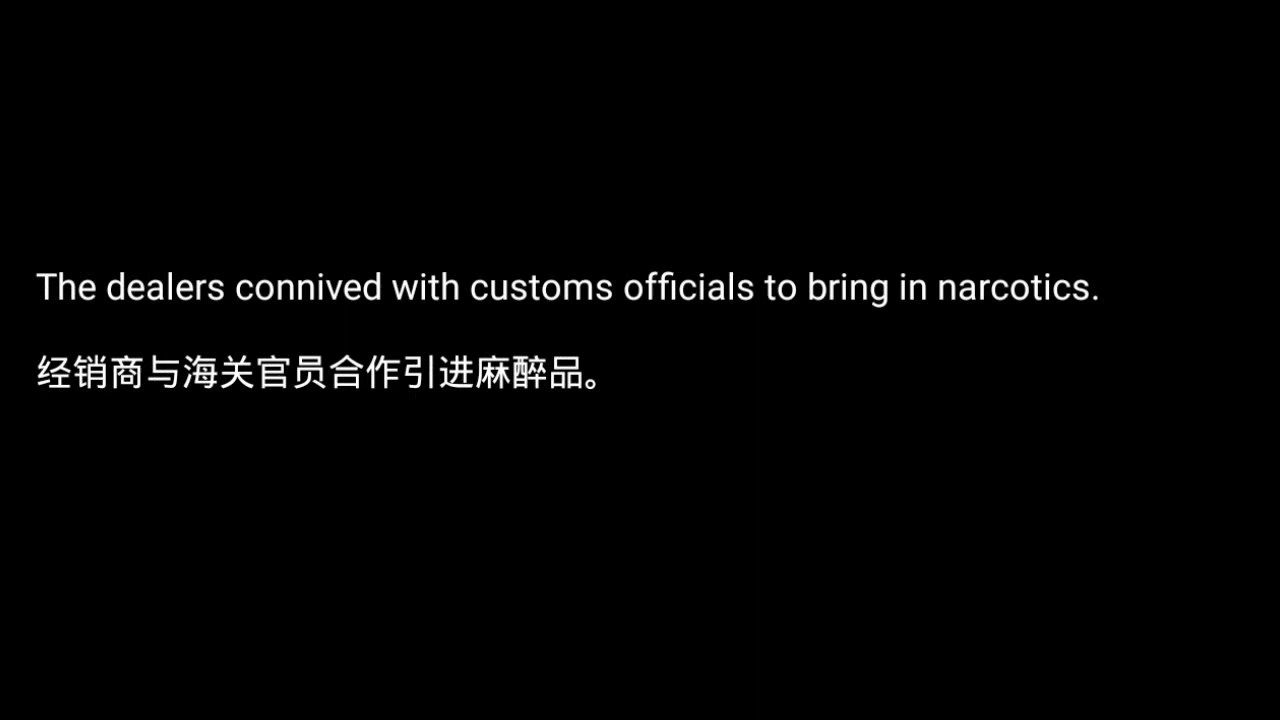 The dealers connived with customs officials to bring in narcotics.
经销商与海关官员合作引进麻醉品。